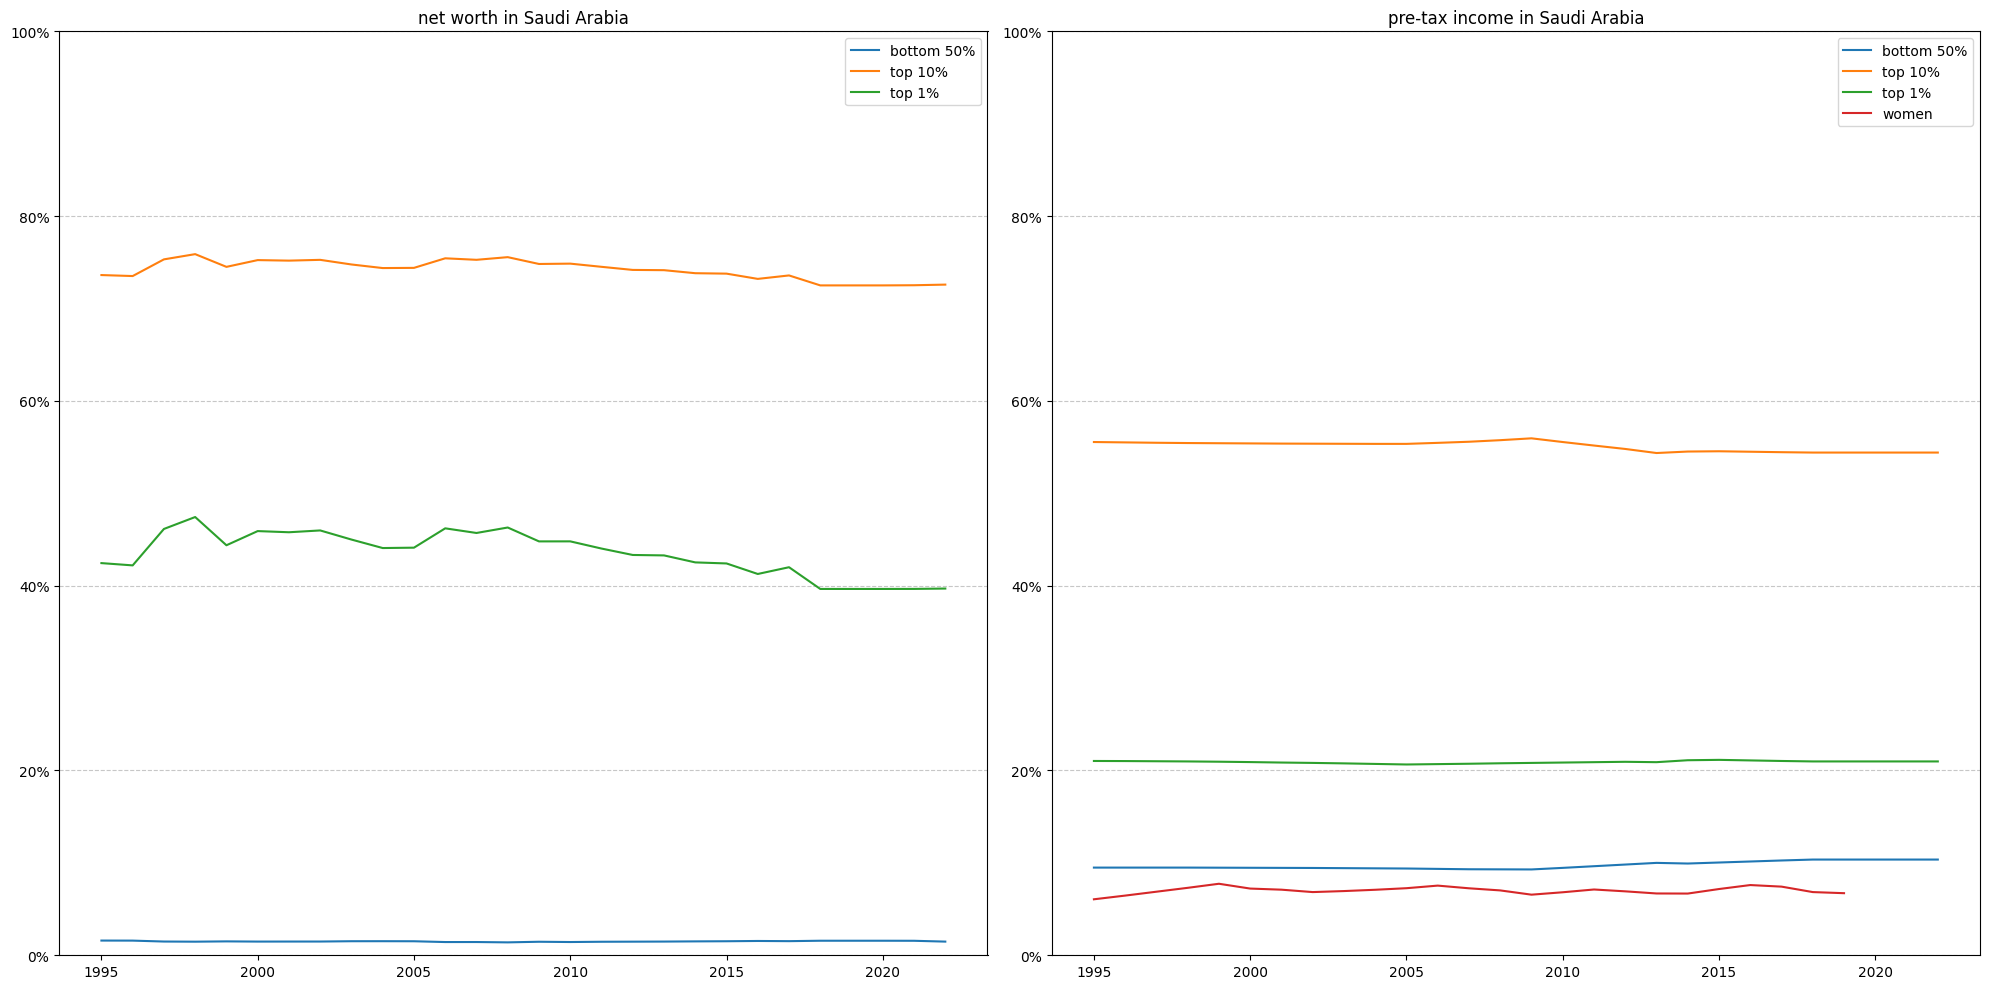 net worth in Saudi Arabia
100%
80%
60%
40%
20%
0%
1995 2000 2005 2010 2015 2020
bottom 50%
top 10%
top 1%
pre-tax income in Saudi Arabia
100%
80%
60%
40%
20%
0%
1995 2000 2005 2010 2015 2020
bottom 50%
top 10%
top 1%
women